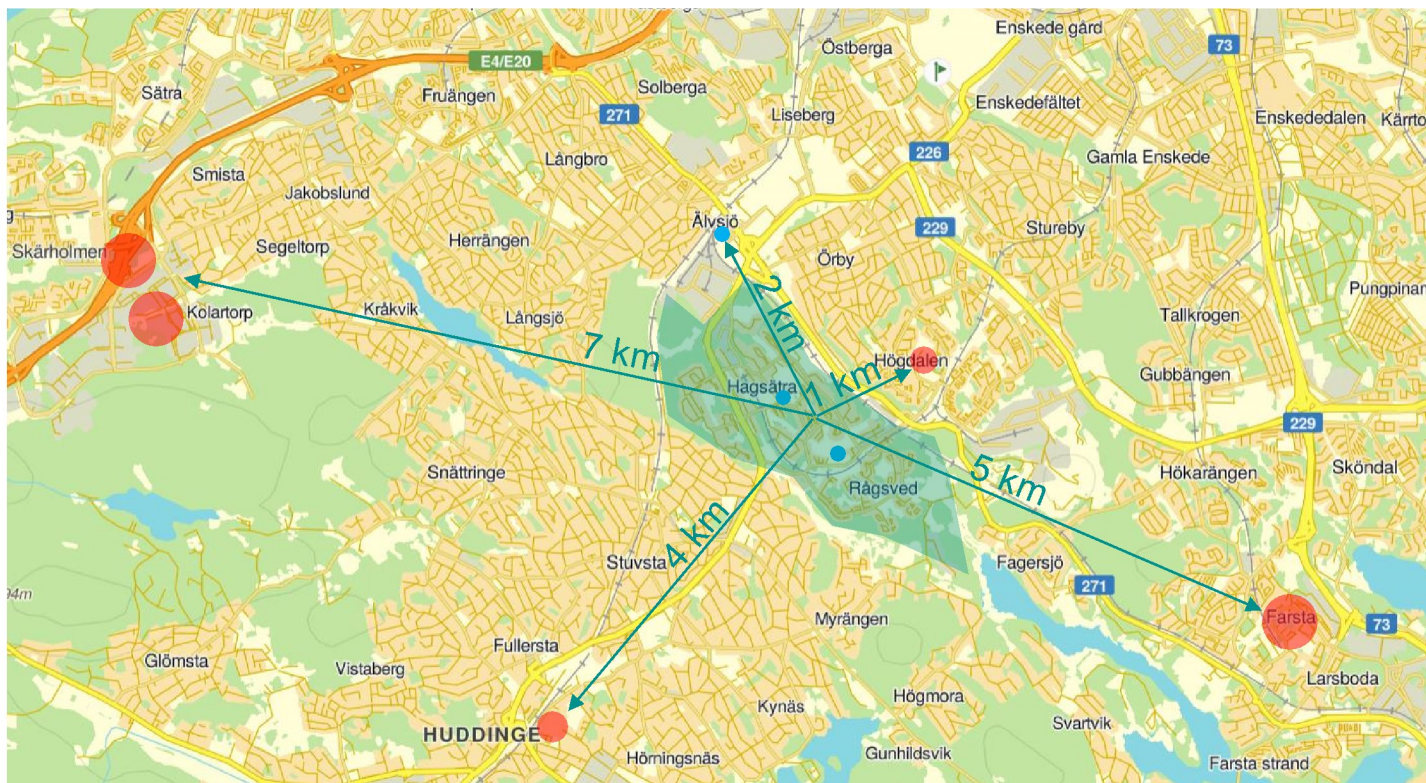 Enskede gård
Östberga
73
E4/E20
Sätra
Fruängen
Solberga
Liseberg
Enskedefältet
Enskededalen
Kärrto
271
226
Långbro
Gamla Enskede
Smista
Jakobslund
Skärholmen
Segeltorp
Herrängen
Älvsjö
Örby
229
Stureby
Kolartorp
Kråkvik
Långsjö
2 km
Pungpinar
Tallkrogen
7 km
Hagsätra
1 km
Högdalen
Gubbängen
229
Snättringe
Rågsved
5 km
Hökarängen
Sköndal
4 km
Stuvsta
Fagersjö
271
94m
Myrängen
Farsta
73
Glömsta
Vistaberg
Fullersta
Larsboda
Högmora
Kynäs
Svartvik
HUDDINGE
Hörningsnäs
Gunhildsvik
Farsta strand